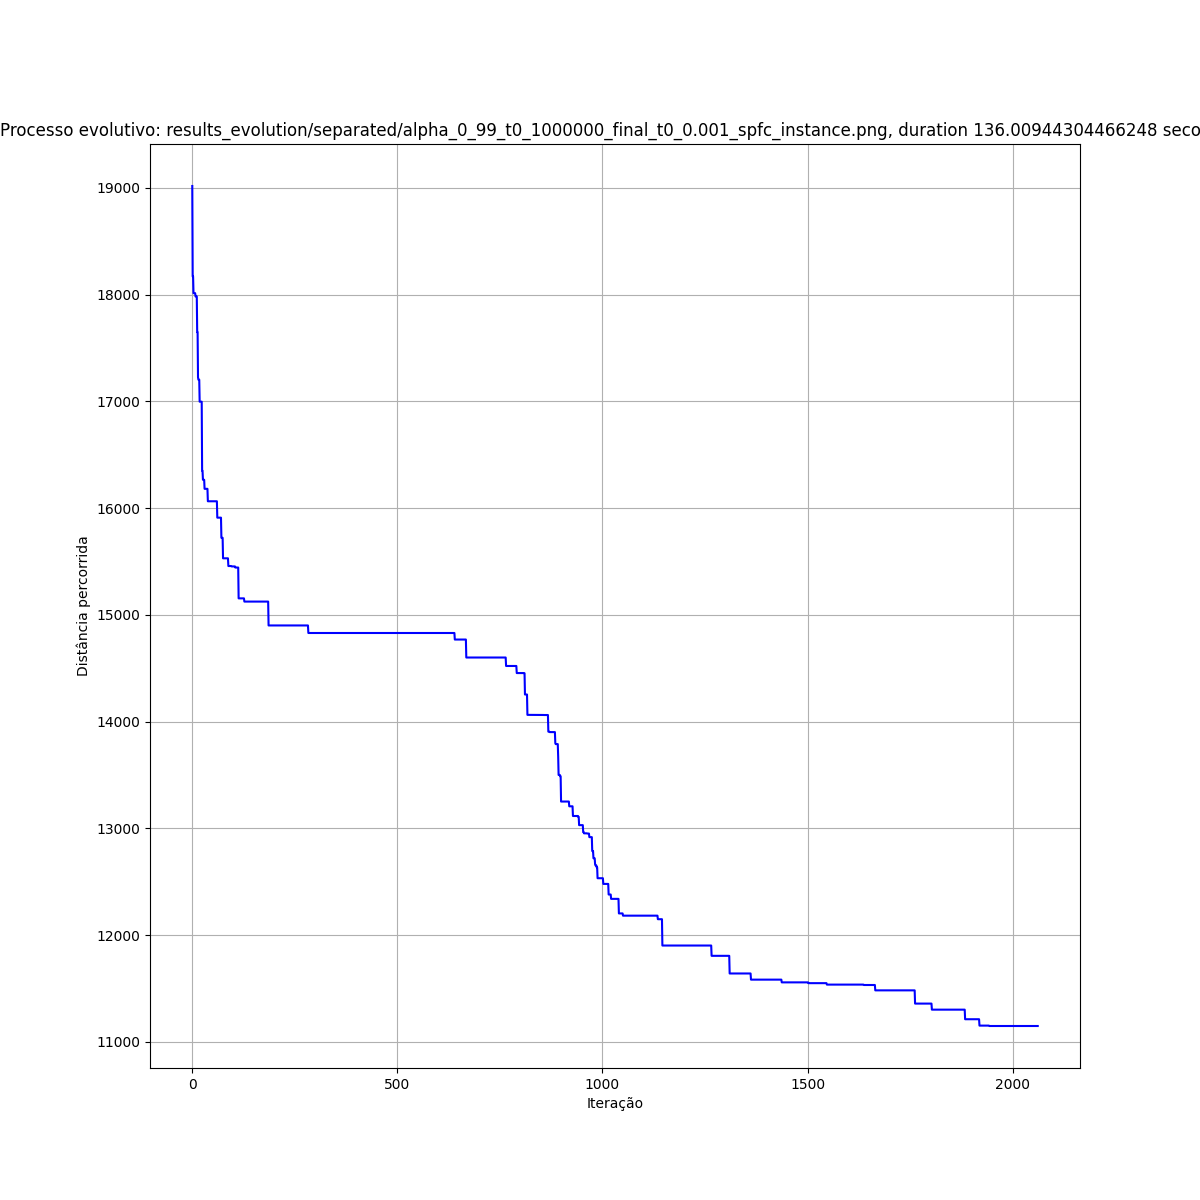 Processo evolutivo: results_evolution/separated/alpha_0_99_t0_1000000_final_t0_0.001_spfc_instance.png, duration 136.00944304466248 seco
19000
18000
17000
16000
15000
14000
13000
12000
11000
Distância percorrida
0 500 1000 1500 2000
Iteração